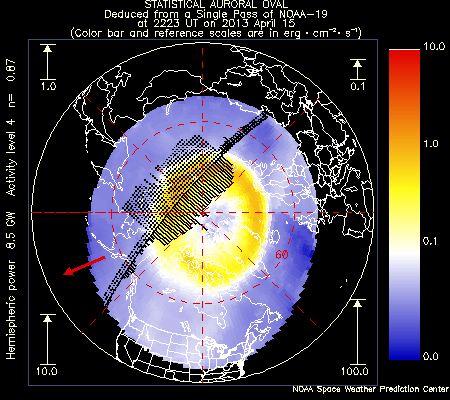 STATISTICAL AURORAL OVAL
Deduced from a Single Pass of NOAA-19
at 2223 UT on 2013 April 15
(Color bar and reference scales are in erg · cm⁻² · s⁻¹)
1.0
0.1
10.0
1.0
0.1
0.0
Hemispheric power 8.5 GW Activity level 4 n= 0.87
60
10.0
100.0
NOAA Space Weather Prediction Center